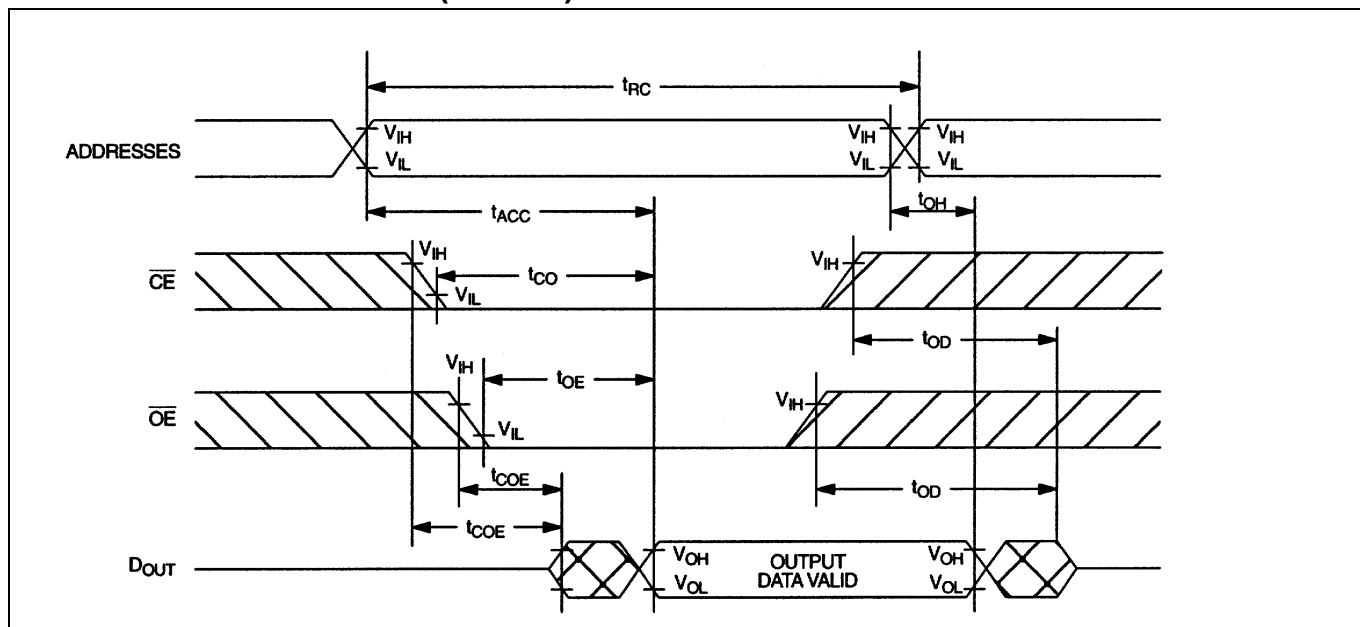 tRC
ADDRESSES
VIH
VIL
VIH
VIL
VIH
VIL
tACC
tOH
CE
VIH
VIL
tCO
VIH
tOD
OE
VIH
VIL
tOE
VIH
tCOE
tOD
tCOE
DOUT
VOH
VOL
OUTPUT
DATA VALID
VOH
VOL